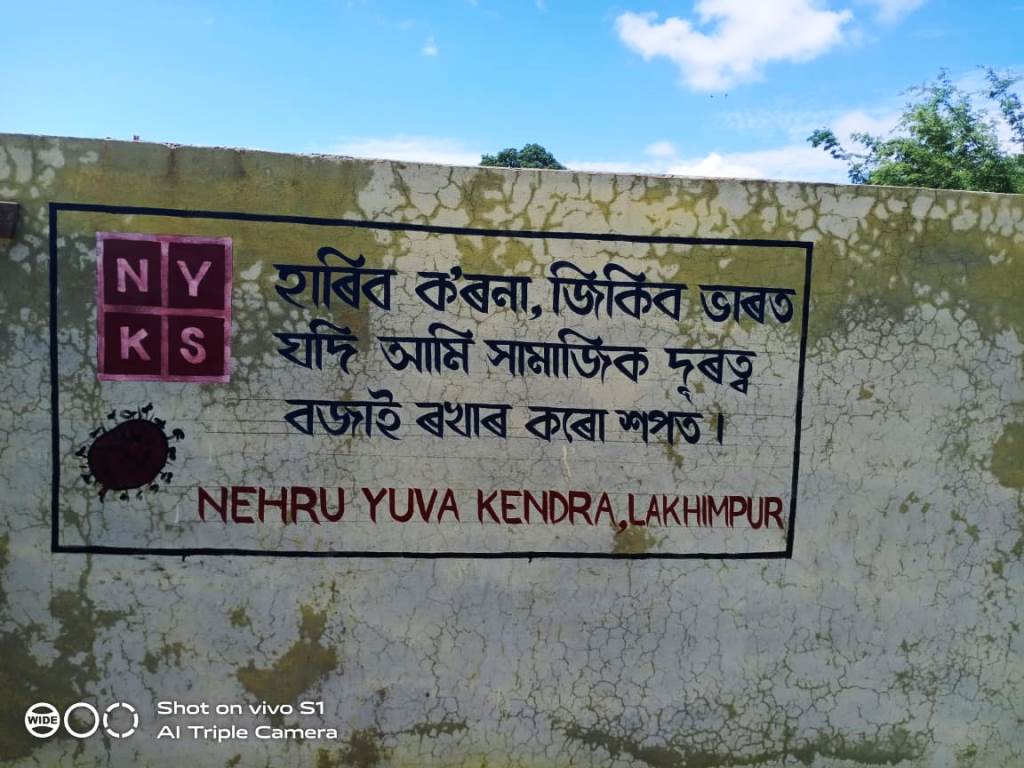 NY
KS
হাৰিব ক'ৰনা, জিকিব ভাৰত
যদি আমি সামাজিক দূৰত্ব
বজাই ৰখাৰ কৰো শপত।
NEHRU YUVA KENDRA, LAKHIMPUR
WIDE
Shot on vivo S1
AI Triple Camera